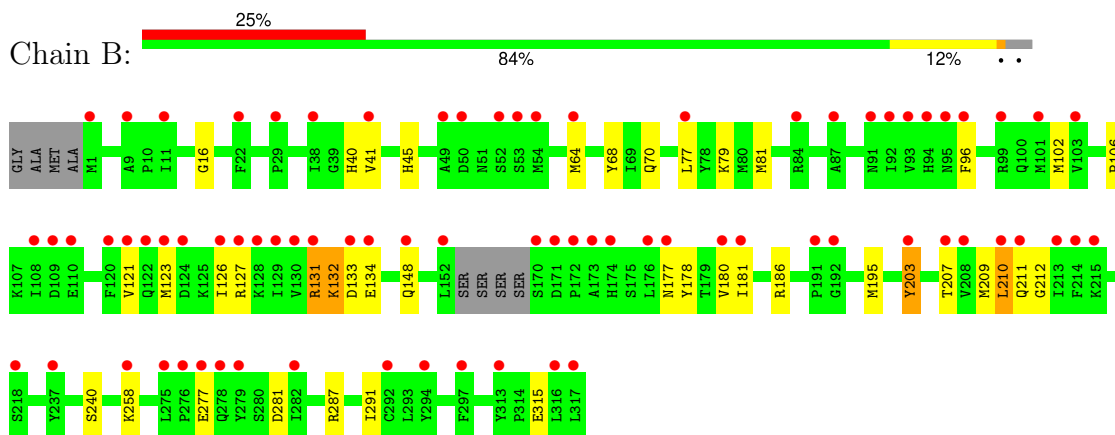 25%
Chain B:
84% 12% • •
GLY ALA MET ALA M1 A9 P10 I11 G16 F22 P29 I38 G39 H40 V41 H45 A49 D50 N51 S52 S53 M54 M64 Y68 I69 Q70 L77 Y78 K79 M80 M81 R84 A87 N91 I92 V93 H94 N95 F96 R99 Q100 M101 M102 V103
K107 I108 D109 E110 F120 V121 Q122 M123 D124 K125 I126 R127 K128 I129 V130 R131 K132 D133 E134 Q148 L152 SER SER SER SER S170 D171 P172 A173 H174 S175 L176 N177 Y178 T179 V180 I181 R186 P191 G192 M195 Y203 T207 V208 M209 L210 Q211 G212 I213 F214 K215
S218 Y237 S240 K258 L275 P276 E277 Q278 Y279 S280 D281 I282 R287 I291 C292 L293 Y294 F297 Y313 P314 E315 L316 L317